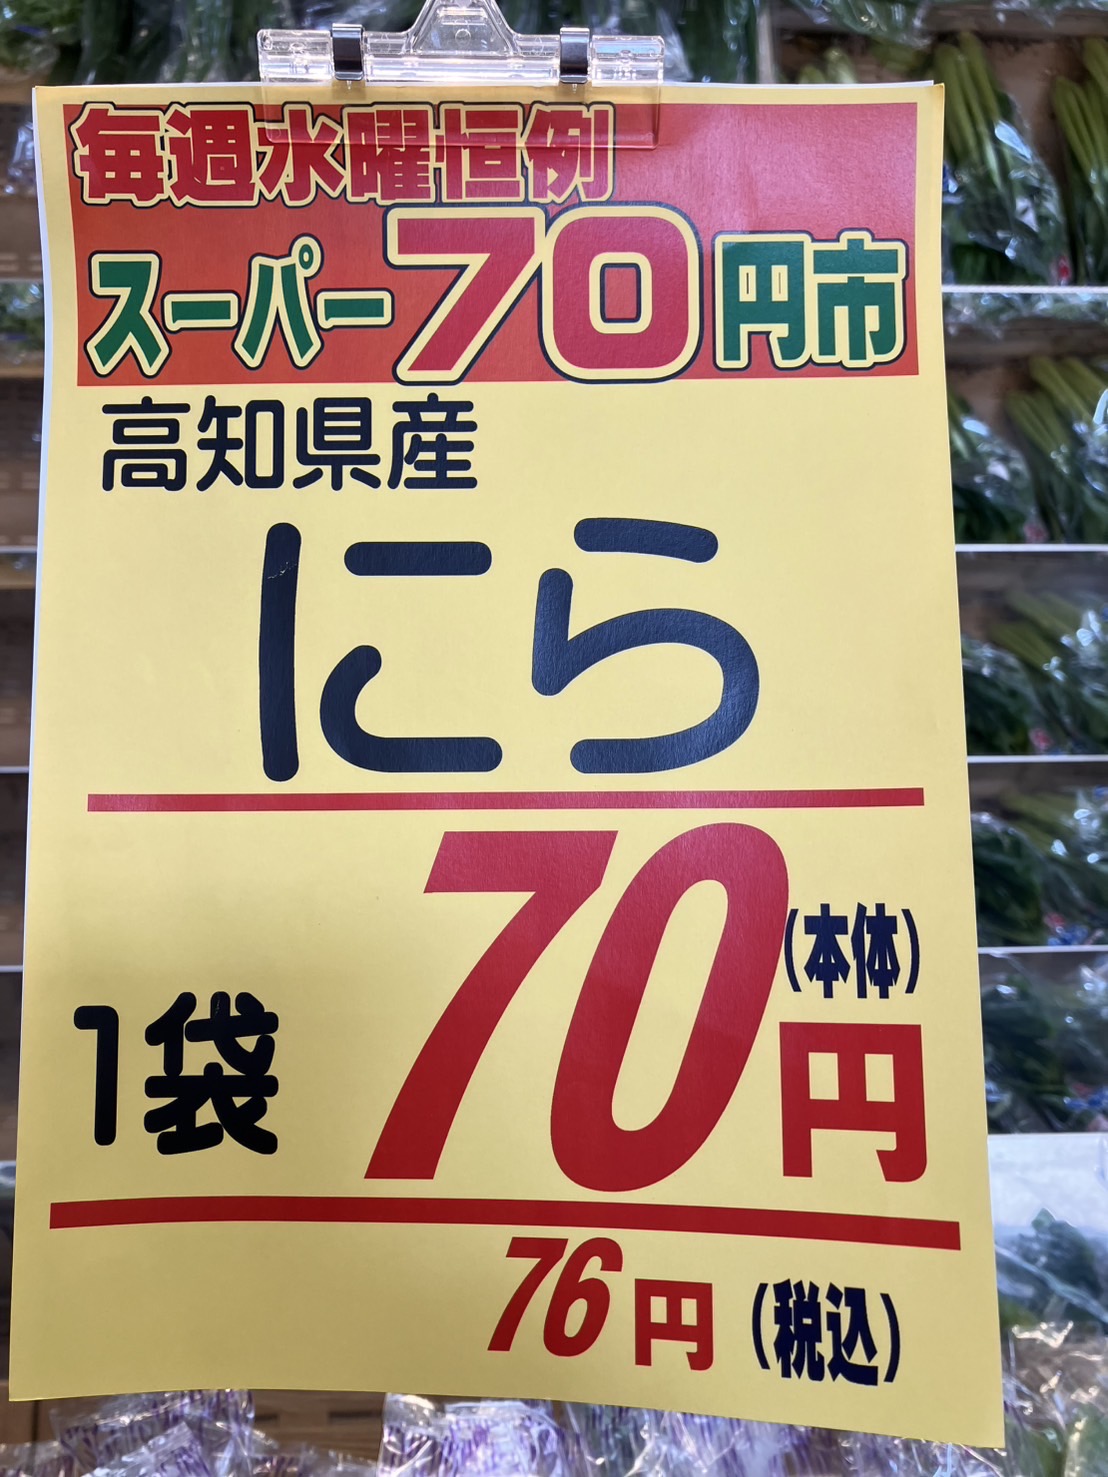 毎週水曜恒例
スーパー70円市
高知県産
にら
1袋 70円(本体)
76円(税込)